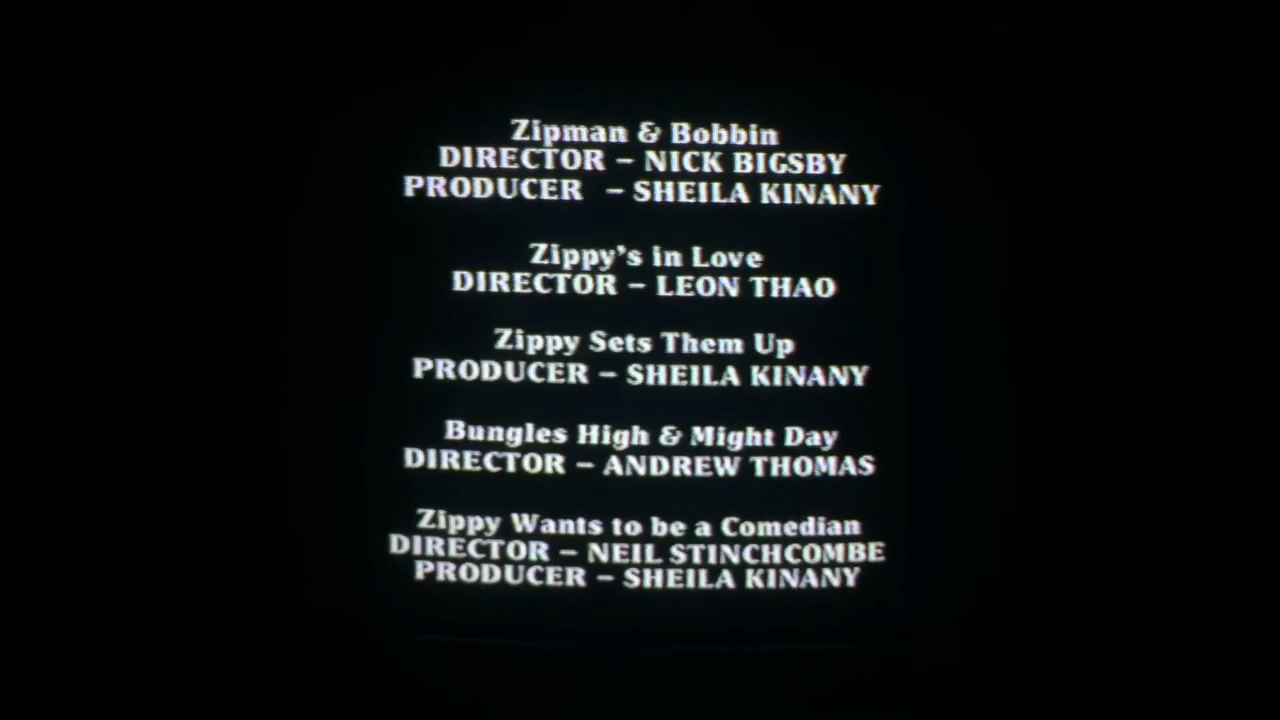 Zipman & Bobbin
DIRECTOR – NICK BIGSBY
PRODUCER – SHEILA KINANY
Zippy's in Love
DIRECTOR – LEON THAO
Zippy Sets Them Up
PRODUCER – SHEILA KINANY
Bungles High & Might Day
DIRECTOR – ANDREW THOMAS
Zippy Wants to be a Comedian
DIRECTOR – NEIL STINCHCOMBE
PRODUCER – SHEILA KINANY